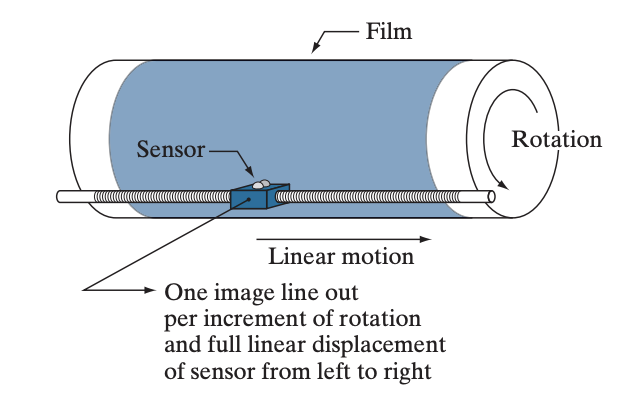 Film
Sensor
Rotation
Linear motion
One image line out
per increment of rotation
and full linear displacement
of sensor from left to right